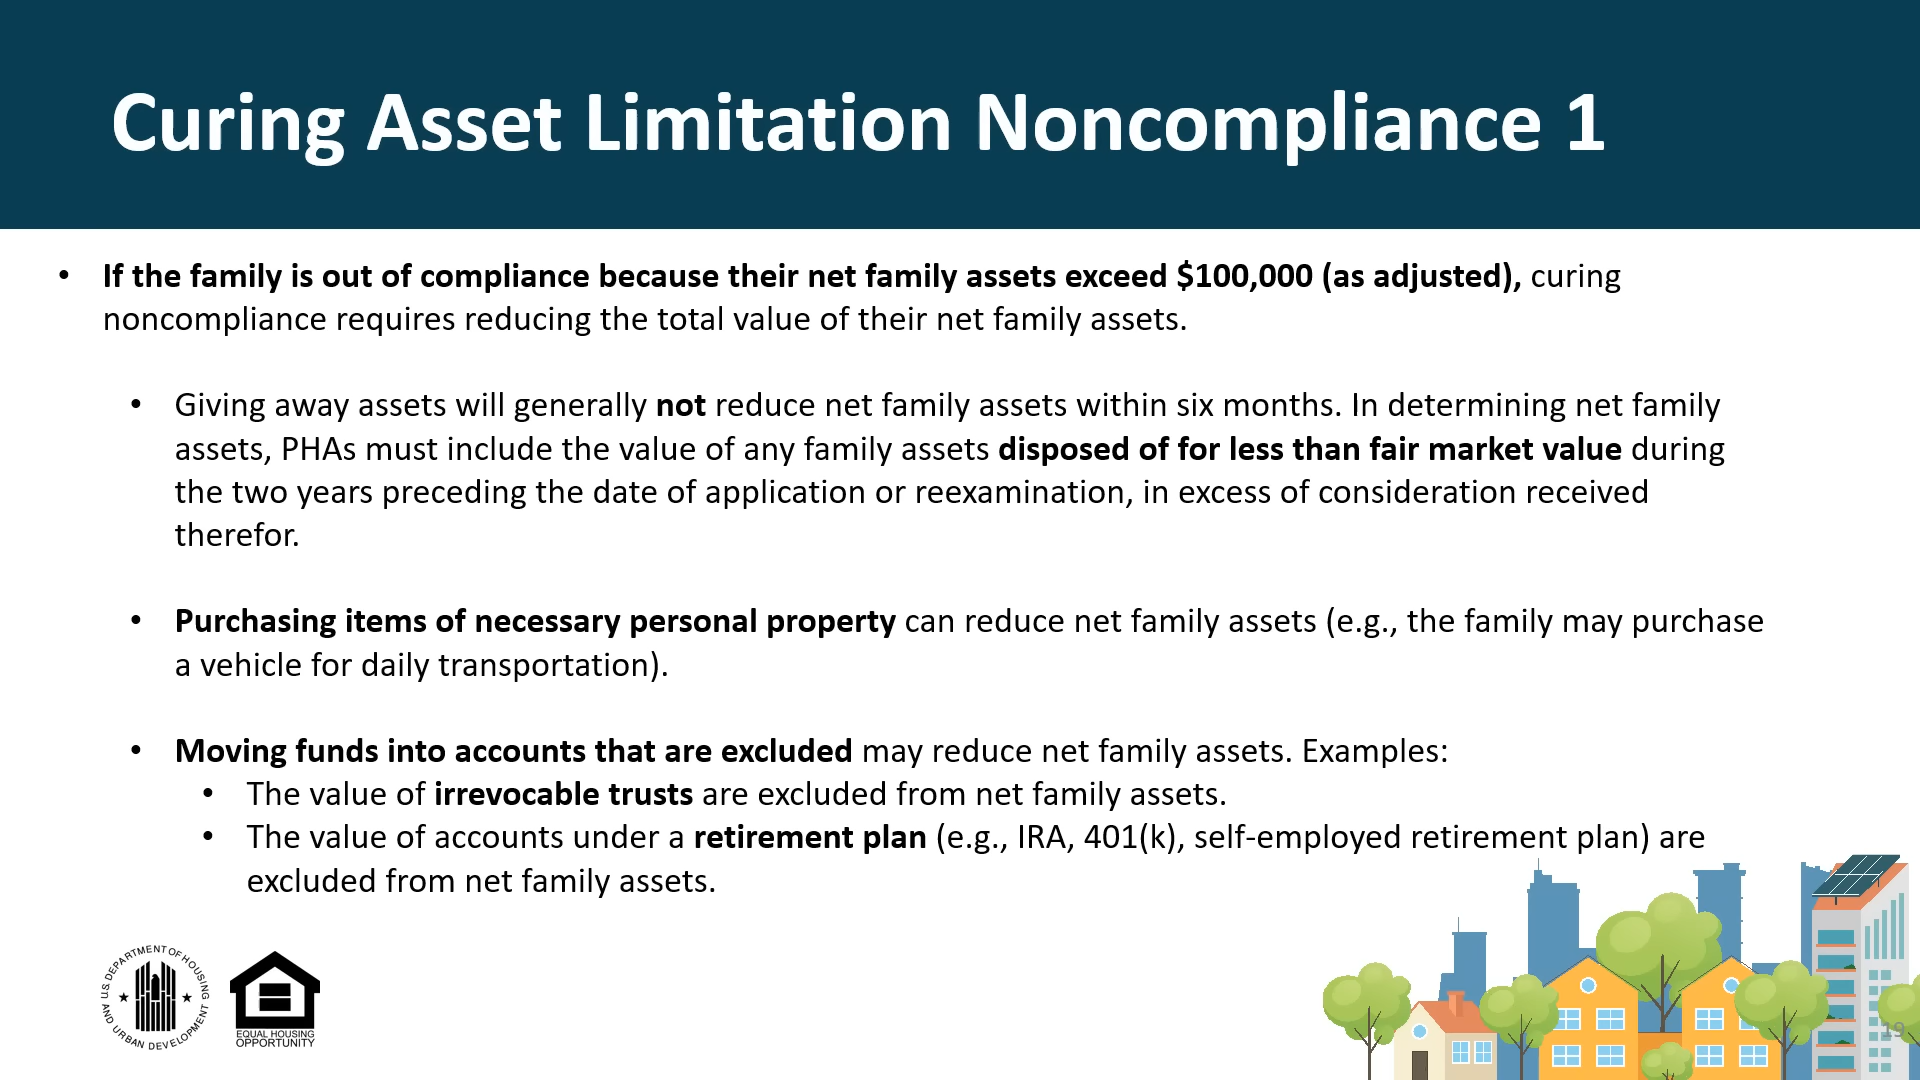 Curing Asset Limitation Noncompliance 1
• If the family is out of compliance because their net family assets exceed $100,000 (as adjusted), curing
noncompliance requires reducing the total value of their net family assets.
• Giving away assets will generally not reduce net family assets within six months. In determining net family
assets, PHAs must include the value of any family assets disposed of for less than fair market value during
the two years preceding the date of application or reexamination, in excess of consideration received
therefor.
• Purchasing items of necessary personal property can reduce net family assets (e.g., the family may purchase
a vehicle for daily transportation).
• Moving funds into accounts that are excluded may reduce net family assets. Examples:
• The value of irrevocable trusts are excluded from net family assets.
• The value of accounts under a retirement plan (e.g., IRA, 401(k), self-employed retirement plan) are
excluded from net family assets.
U.S. DEPARTMENT OF HOUSING
AND URBAN DEVELOPMENT
EQUAL HOUSING
OPPORTUNITY
19